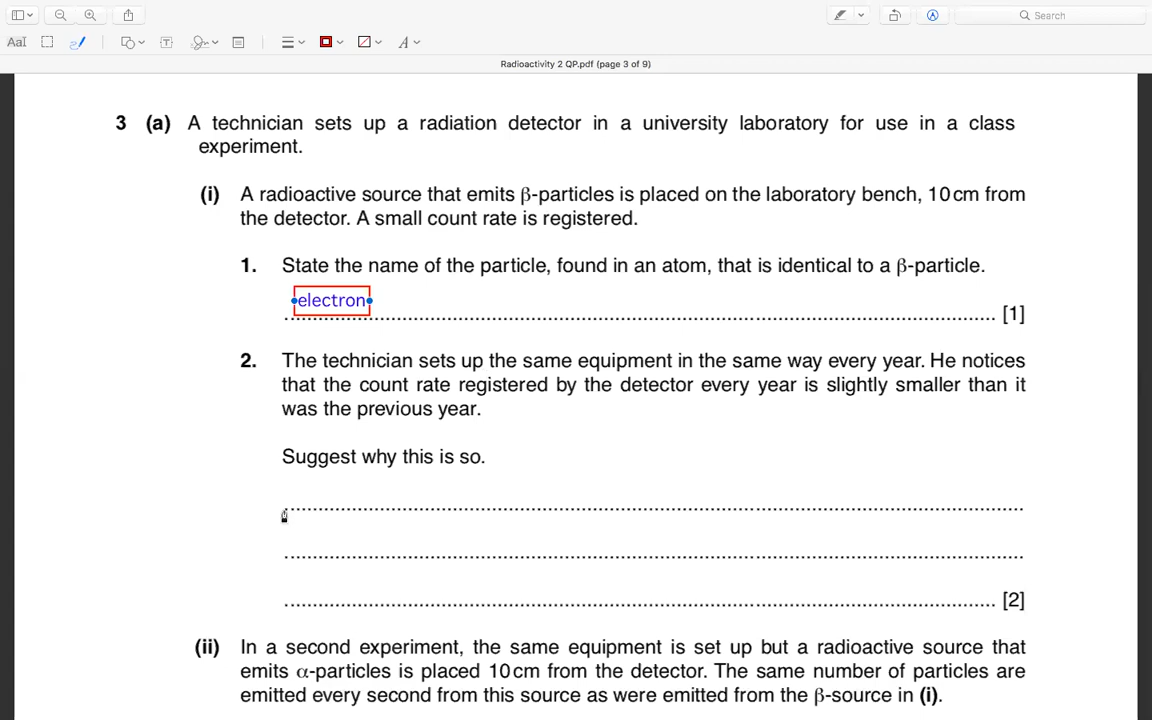 Search
AaI
A
Radioactivity 2 QP.pdf (page 3 of 9)
3 (a) A technician sets up a radiation detector in a university laboratory for use in a class
experiment.
(i) A radioactive source that emits β-particles is placed on the laboratory bench, 10 cm from
the detector. A small count rate is registered.
1. State the name of the particle, found in an atom, that is identical to a β-particle.
electron
.............................................................................................................................. [1]
2. The technician sets up the same equipment in the same way every year. He notices
that the count rate registered by the detector every year is slightly smaller than it
was the previous year.
Suggest why this is so.
..................................................................................................................................
..................................................................................................................................
.............................................................................................................................. [2]
(ii) In a second experiment, the same equipment is set up but a radioactive source that
emits α-particles is placed 10 cm from the detector. The same number of particles are
emitted every second from this source as were emitted from the β-source in (i).